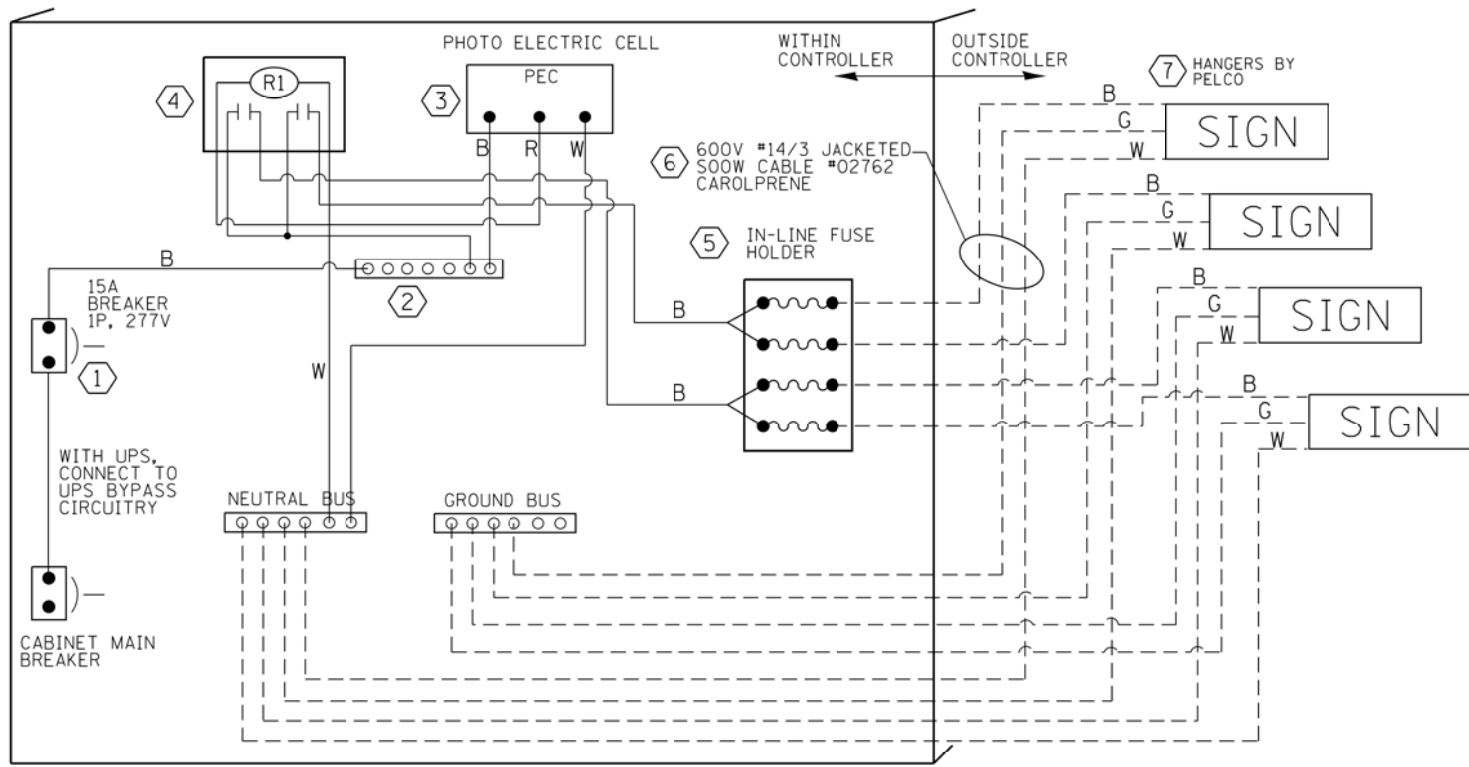 PHOTO ELECTRIC CELL
WITHIN
CONTROLLER
OUTSIDE
CONTROLLER
7
HANGERS BY
PELCO
R1
4
3
PEC
B
R
W
6
600V #14/3 JACKETED
SOOW CABLE #02762
CAROLPRENE
B
G
W
SIGN
B
G
W
SIGN
5
IN-LINE FUSE
HOLDER
B
15A
BREAKER
1P, 277V
2
1
W
B
B
B
G
W
SIGN
B
G
W
SIGN
WITH UPS,
CONNECT TO
UPS BYPASS
CIRCUITRY
NEUTRAL BUS
GROUND BUS
CABINET MAIN
BREAKER